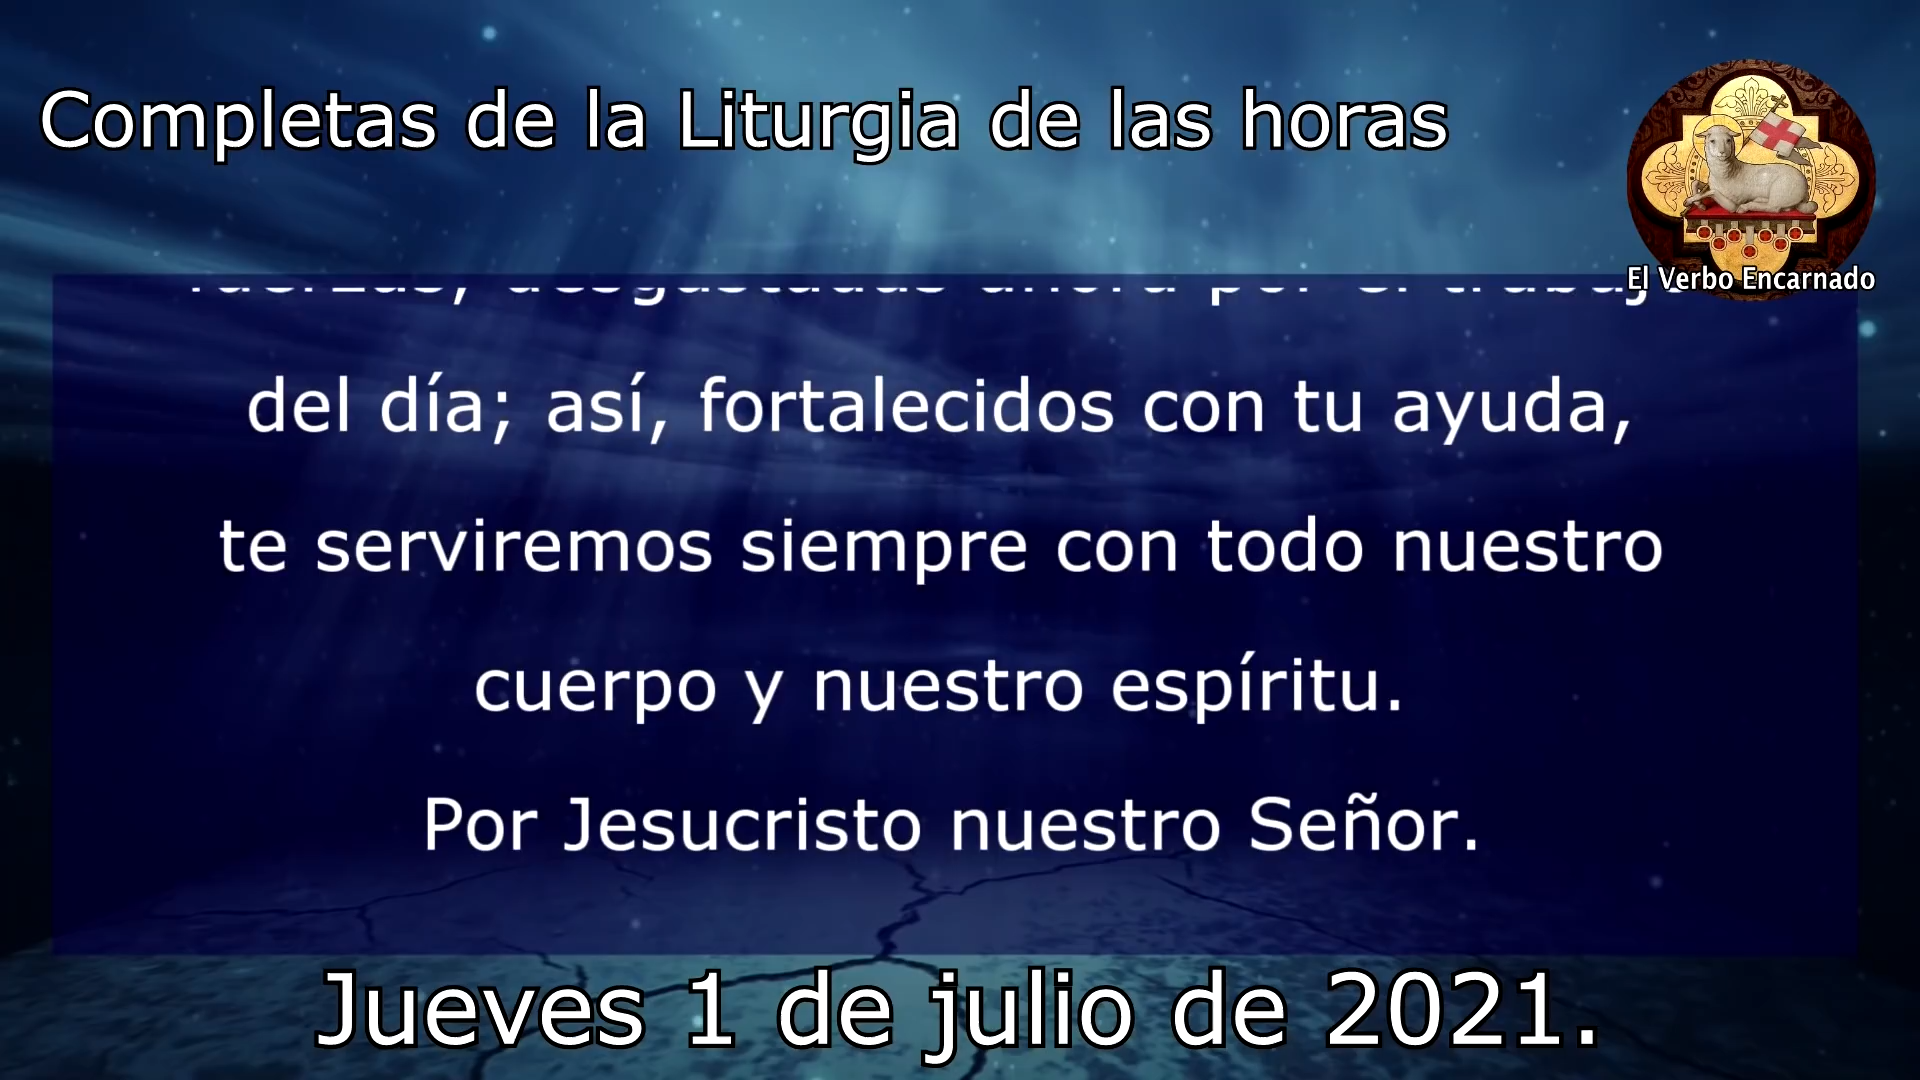 Completas de la Liturgia de las horas
El Verbo Encarnado
del día; así, fortalecidos con tu ayuda,
te serviremos siempre con todo nuestro
cuerpo y nuestro espíritu.
Por Jesucristo nuestro Señor.
Jueves 1 de julio de 2021.